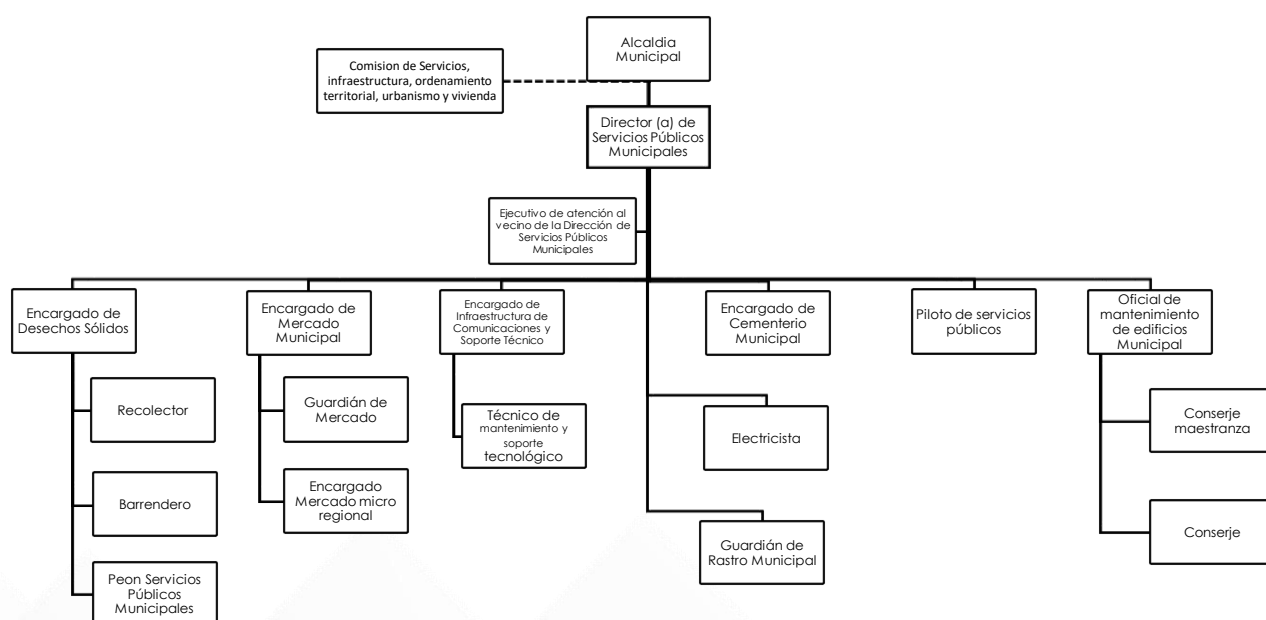 Alcaldia
Municipal
Comision de Servicios,
infraestructura, ordenamiento
territorial, urbanismo y vivienda
Director (a) de
Servicios Públicos
Municipales
Ejecutivo de atención al
vecino de la Dirección de
Servicios Públicos
Municipales
Encargado de
Desechos Sólidos
Encargado de
Mercado
Municipal
Encargado de
Infraestructura de
Comunicaciones y
Soporte Técnico
Encargado de
Cementerio
Municipal
Piloto de servicios
públicos
Oficial de
mantenimiento
de edificios
Municipal
Recolector
Barrendero
Peon Servicios
Públicos
Municipales
Guardián de
Mercado
Encargado
Mercado micro
regional
Técnico de
mantenimiento y
soporte
tecnológico
Electricista
Guardián de
Rastro Municipal
Conserje
maestranza
Conserje